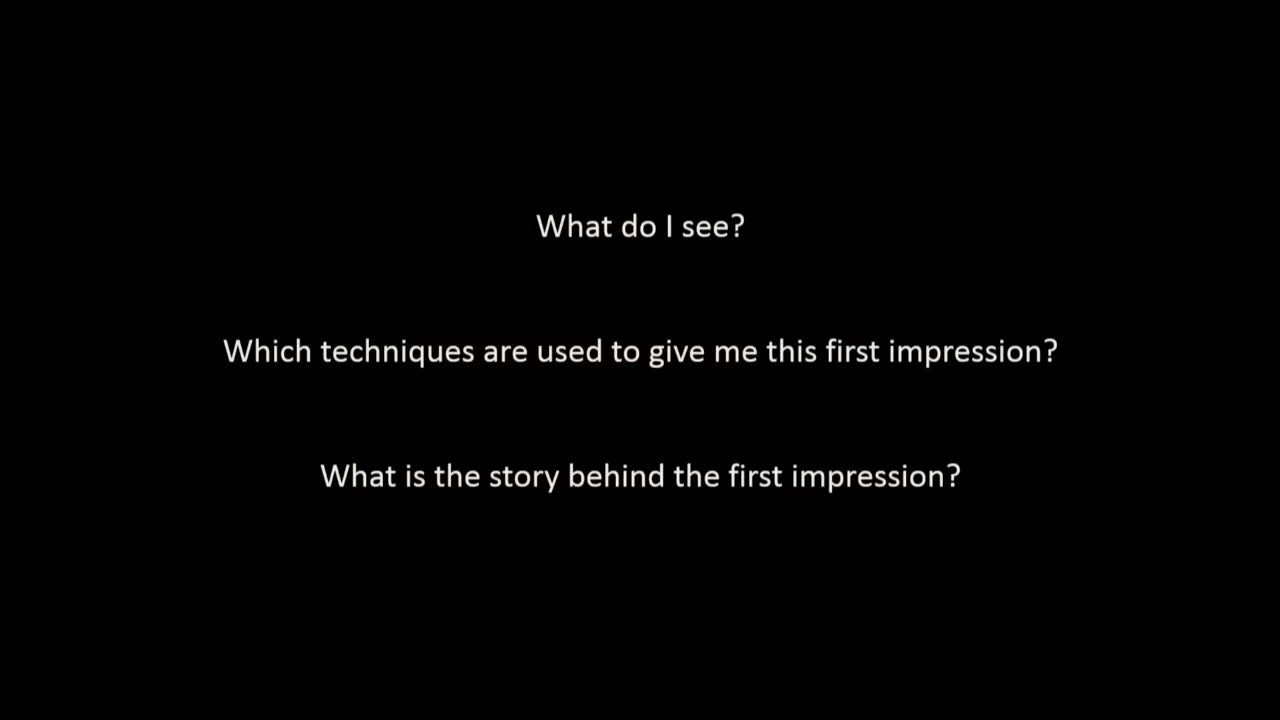 What do I see?
Which techniques are used to give me this first impression?
What is the story behind the first impression?